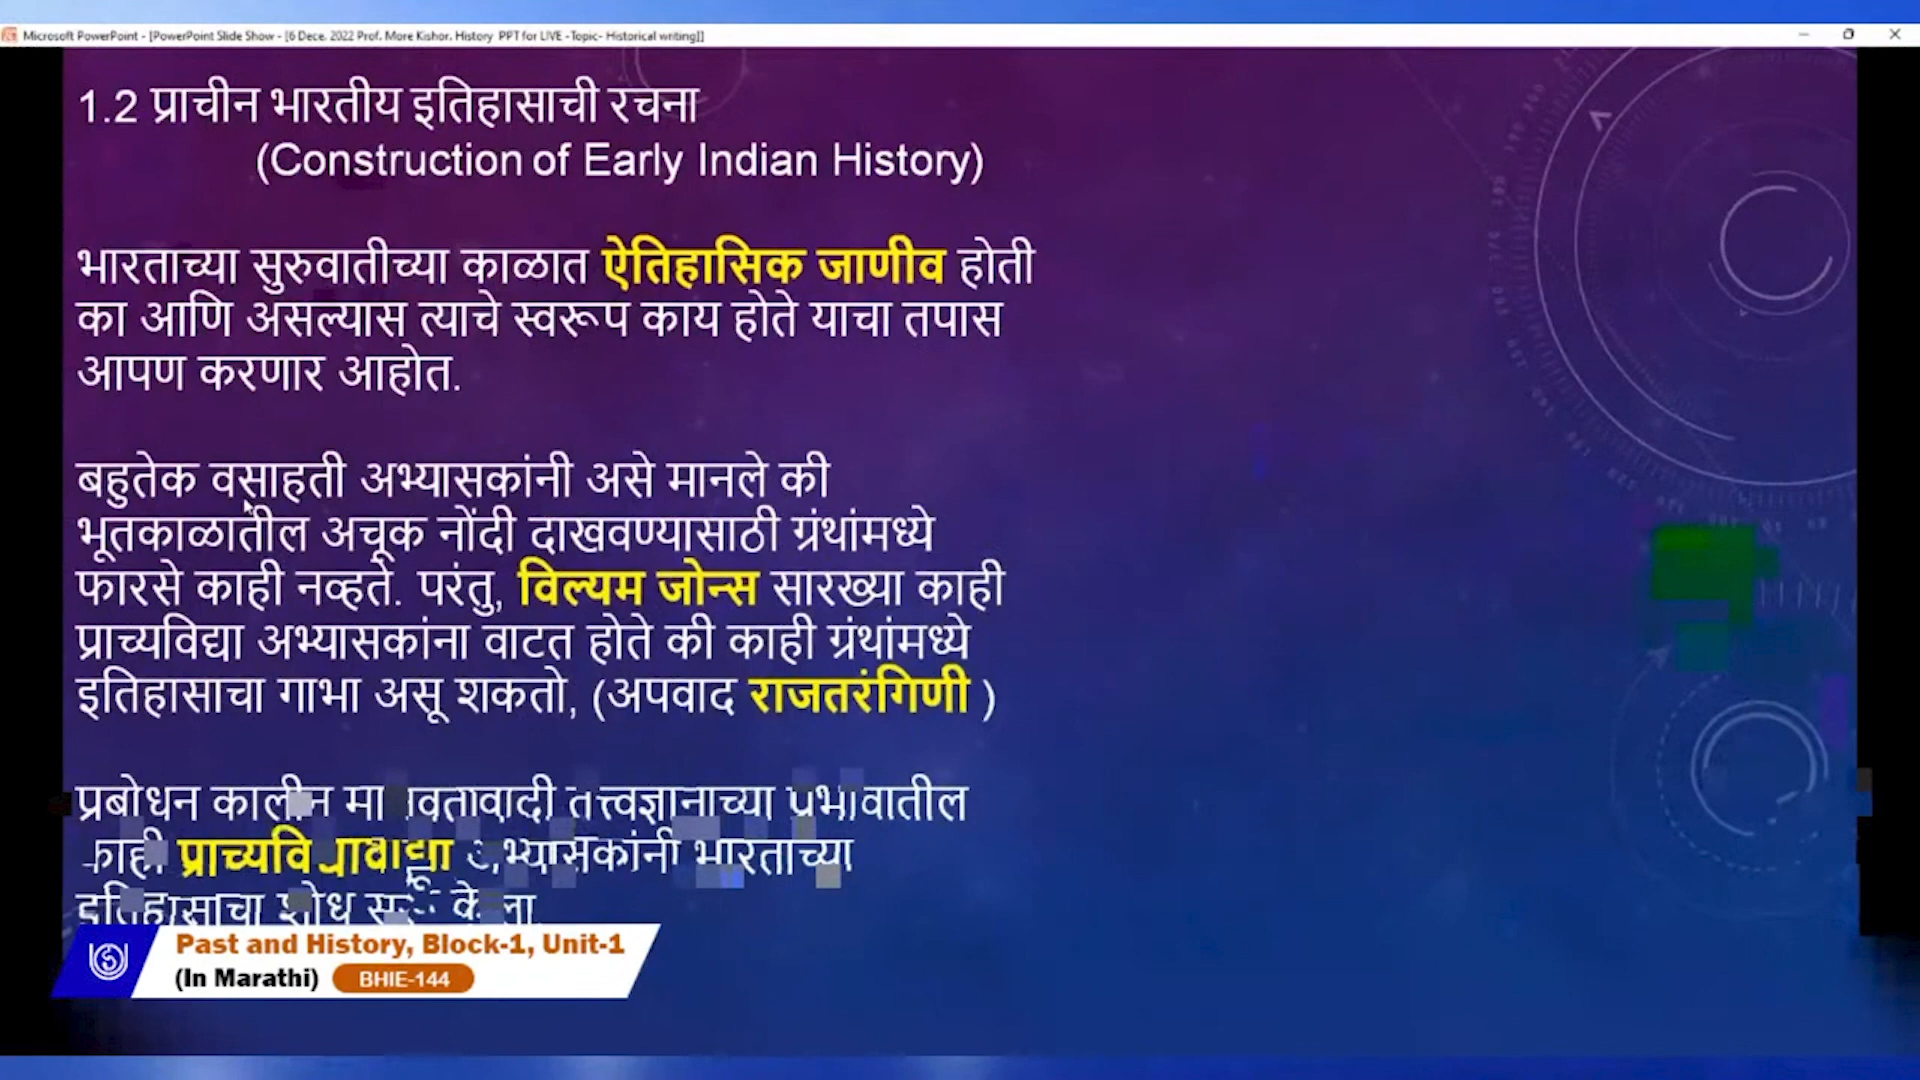 Microsoft PowerPoint - [PowerPoint Slide Show - [6 Dece. 2022 Prof. More Kishor. History PPT for LIVE -Topic- Historical writing]]
1.2 प्राचीन भारतीय इतिहासाची रचना
(Construction of Early Indian History)
भारताच्या सुरुवातीच्या काळात ऐतिहासिक जाणीव होती
का आणि असल्यास त्याचे स्वरूप काय होते याचा तपास
आपण करणार आहोत.
बहुतेक वसाहती अभ्यासकांनी असे मानले की
भूतकाळातील अचूक नोंदी दाखवण्यासाठी ग्रंथांमध्ये
फारसे काही नव्हते. परंतु, विल्यम जोन्स सारख्या काही
प्राच्यविद्या अभ्यासकांना वाटत होते की काही ग्रंथांमध्ये
इतिहासाचा गाभा असू शकतो, (अपवाद राजतरंगिणी )
प्रबोधन कालीन तत्त्वज्ञानाच्या प्रभावातील
काही अभ्यासकांनी भारताच्या
इतिहासाचा शोध केला
Past and History, Block-1, Unit-1
(In Marathi) BHIE-144